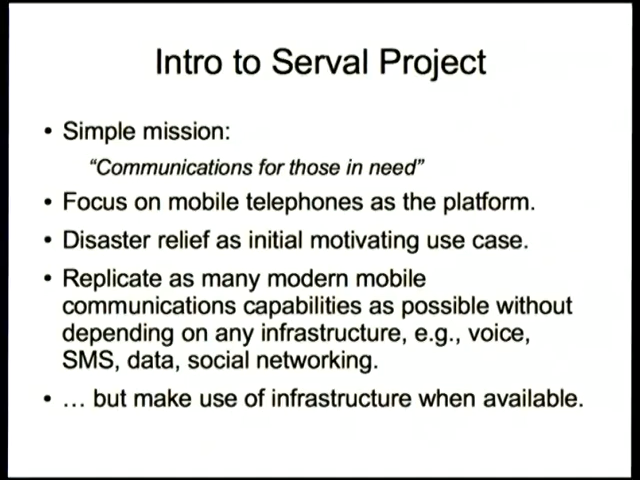 Intro to Serval Project
• Simple mission:
“Communications for those in need”
• Focus on mobile telephones as the platform.
• Disaster relief as initial motivating use case.
• Replicate as many modern mobile
communications capabilities as possible without
depending on any infrastructure, e.g., voice,
SMS, data, social networking.
• … but make use of infrastructure when available.